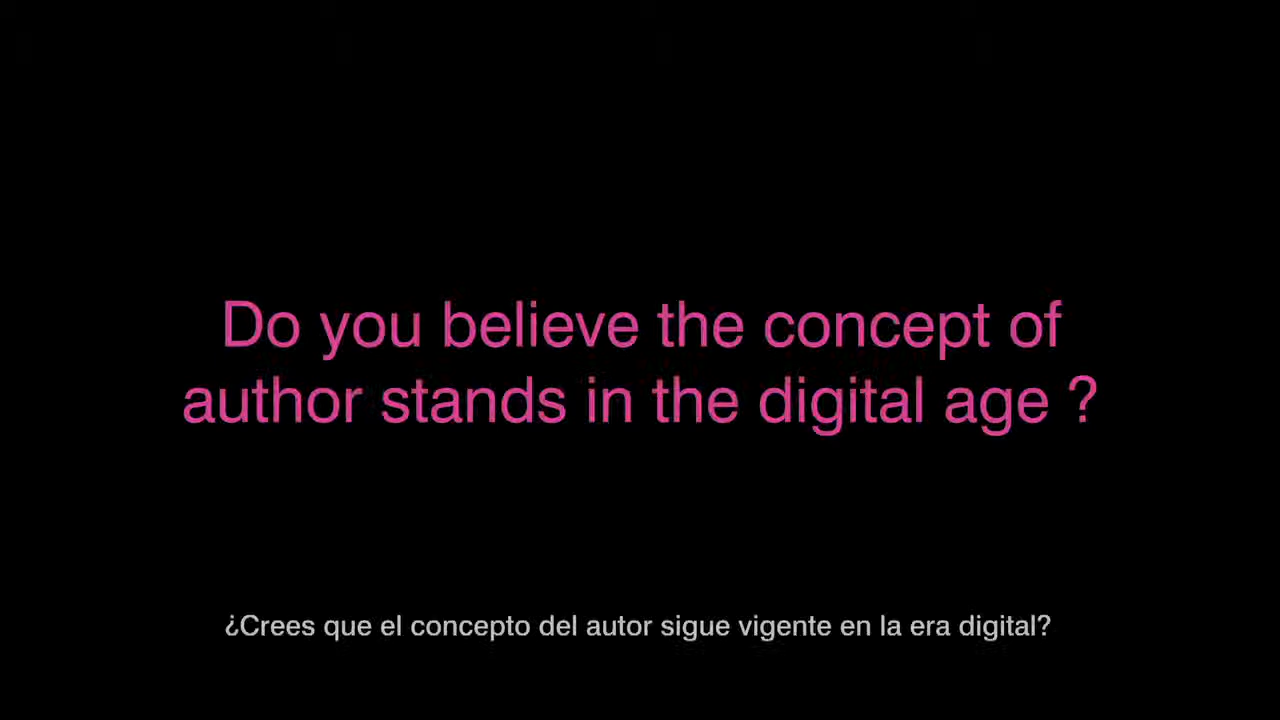 Do you believe the concept of
author stands in the digital age ?
¿Crees que el concepto del autor sigue vigente en la era digital?